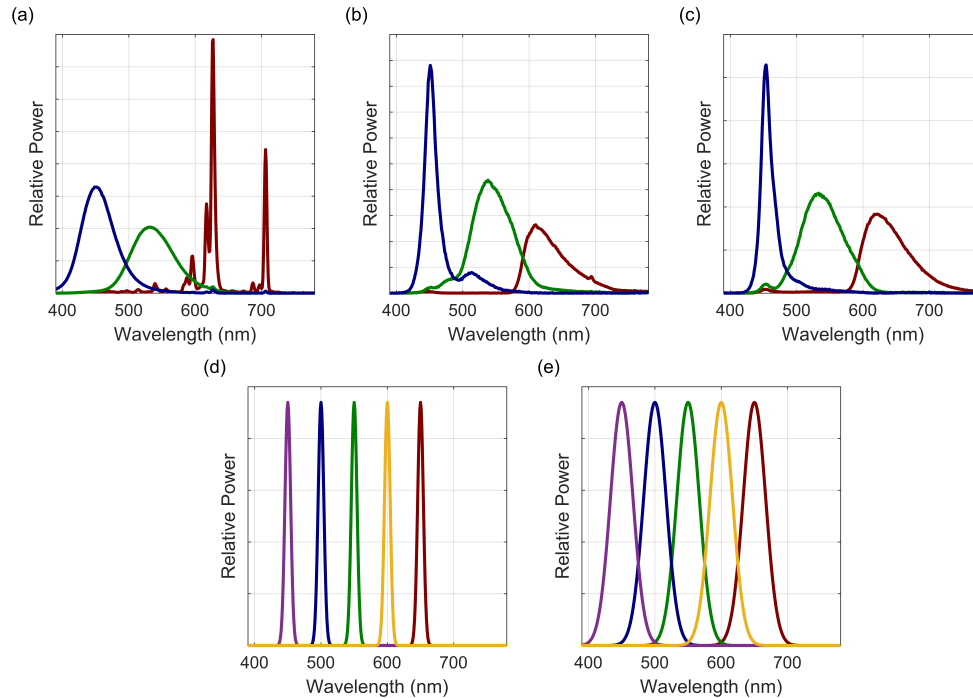 (a)
Relative Power
400 500 600 700
Wavelength (nm)
(b)
Relative Power
400 500 600 700
Wavelength (nm)
(c)
Relative Power
400 500 600 700
Wavelength (nm)
(d)
Relative Power
400 500 600 700
Wavelength (nm)
(e)
Relative Power
400 500 600 700
Wavelength (nm)